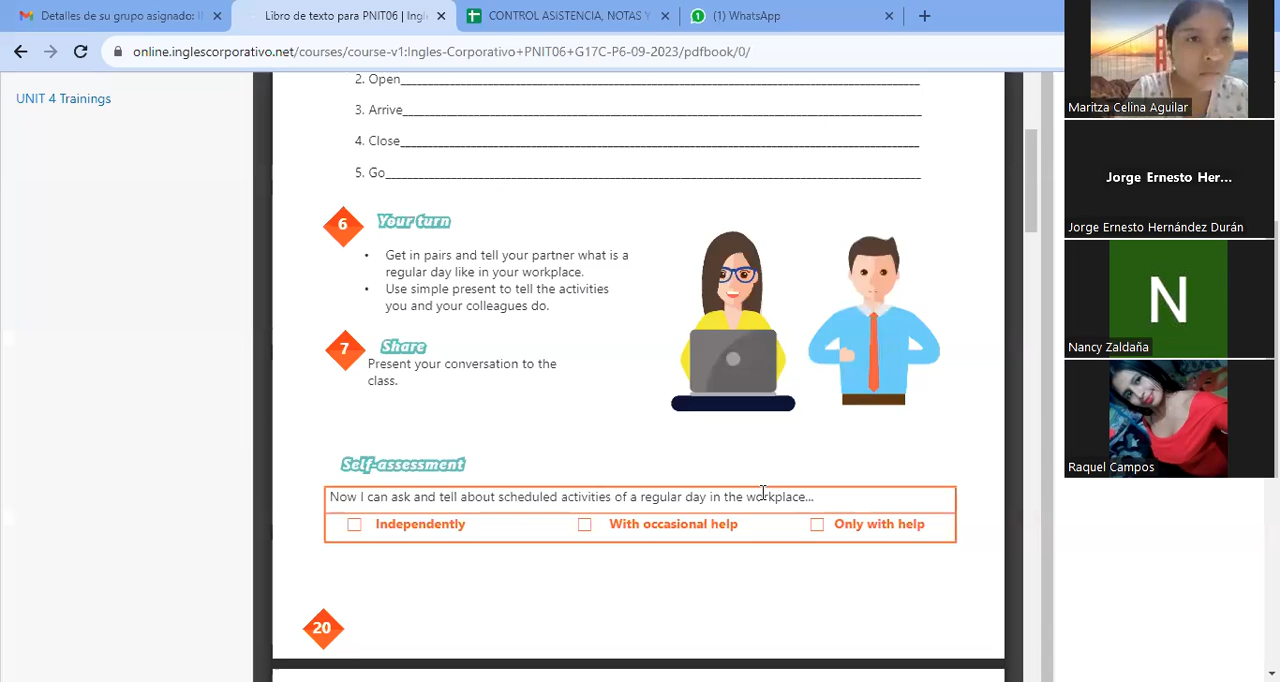 Detalles de su grupo asignado: I
Libro de texto para PNIT06 | Ingl
CONTROL ASISTENCIA, NOTAS Y
(1) WhatsApp
online.inglescorporativo.net/courses/course-v1:Ingles-Corporativo+PNIT06+G17C-P6-09-2023/pdfbook/0/
UNIT 4 Trainings
2. Open
3. Arrive
4. Close
5. Go
6 Your turn
• Get in pairs and tell your partner what is a
regular day like in your workplace.
• Use simple present to tell the activities
you and your colleagues do.
7 Share
Present your conversation to the
class.
Self-assessment
Now I can ask and tell about scheduled activities of a regular day in the workplace...
Independently With occasional help Only with help
20
Maritza Celina Aguilar
Jorge Ernesto Her...
Jorge Ernesto Hernández Durán
N
Nancy Zaldaña
Raquel Campos